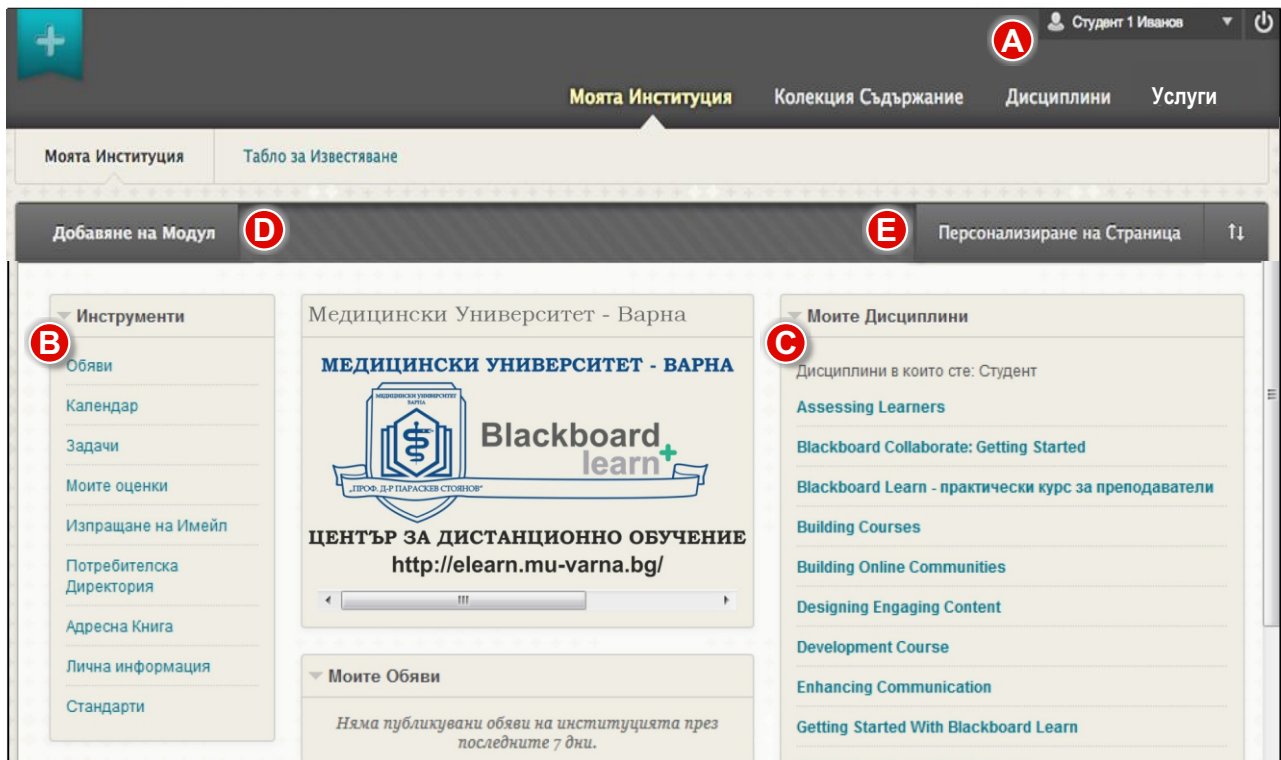 Студент 1 Иванов
A
Моята Институция
Колекция Съдържание
Дисциплини
Услуги
Моята Институция
Табло за Известяване
Добавяне на Модул
D
E
Персонализиране на Страница
Инструменти
B
Обяви
Календар
Задачи
Моите оценки
Изпращане на Имейл
Потребителска
Директория
Адресна Книга
Лична информация
Стандарти
Медицински Университет - Варна
МЕДИЦИНСКИ УНИВЕРСИТЕТ - ВАРНА
МЕДИЦИНСКИ УНИВЕРСИТЕТ
ВАРНА
Blackboard
learn+
„ПРОФ. Д-Р ПАРАСКЕВ СТОЯНОВ"
ЦЕНТЪР ЗА ДИСТАНЦИОННО ОБУЧЕНИЕ
http://elearn.mu-varna.bg/
Моите Обяви
Няма публикувани обяви на институцията през
последните 7 дни.
Моите Дисциплини
C
Дисциплини в които сте: Студент
Assessing Learners
Blackboard Collaborate: Getting Started
Blackboard Learn - практически курс за преподаватели
Building Courses
Building Online Communities
Designing Engaging Content
Development Course
Enhancing Communication
Getting Started With Blackboard Learn